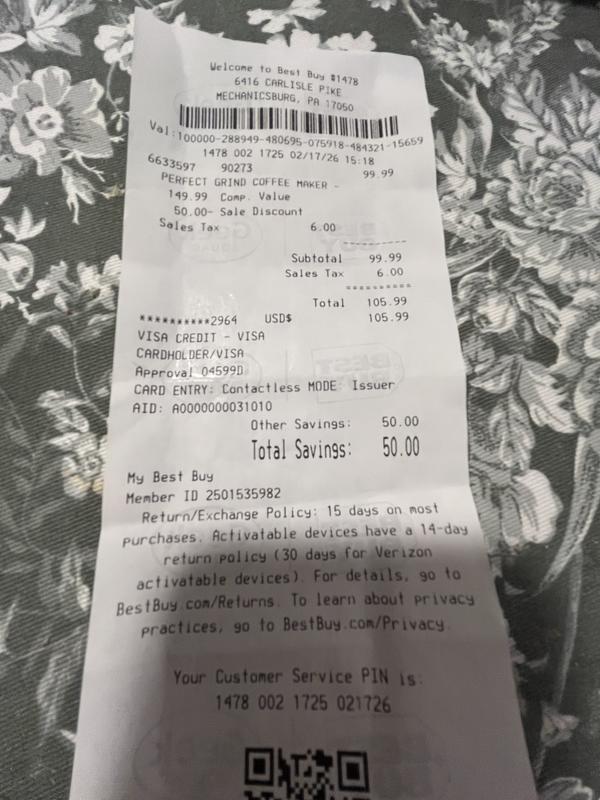 Welcome to Best Buy #1478
6416 CARLISLE PIKE
MECHANICSBURG, PA 17050
Val:100000-288949-480695-075918-484321-15659
1478 002 1725 02/17/26 15:18
6633597 90273 99.99
PERFECT GRIND COFFEE MAKER -
149.99 Comp. Value
50.00- Sale Discount
Sales Tax 6.00
Subtotal 99.99
Sales Tax 6.00
Total 105.99
**********2964 USD$ 105.99
VISA CREDIT - VISA
CARDHOLDER/VISA
Approval 04599D
CARD ENTRY: Contactless MODE Issuer
AID: A0000000031010
Other Savings: 50.00
Total Savings: 50.00
My Best Buy
Member ID 2501535982
Return/Exchange Policy: 15 days on most
purchases. Activatable devices have a 14-day
return policy (30 days for Verizon
activatable devices). For details, go to
BestBuy.com/Returns. To learn about privacy
practices, go to BestBuy.com/Privacy.
Your Customer Service PIN is:
1478 002 1725 021726